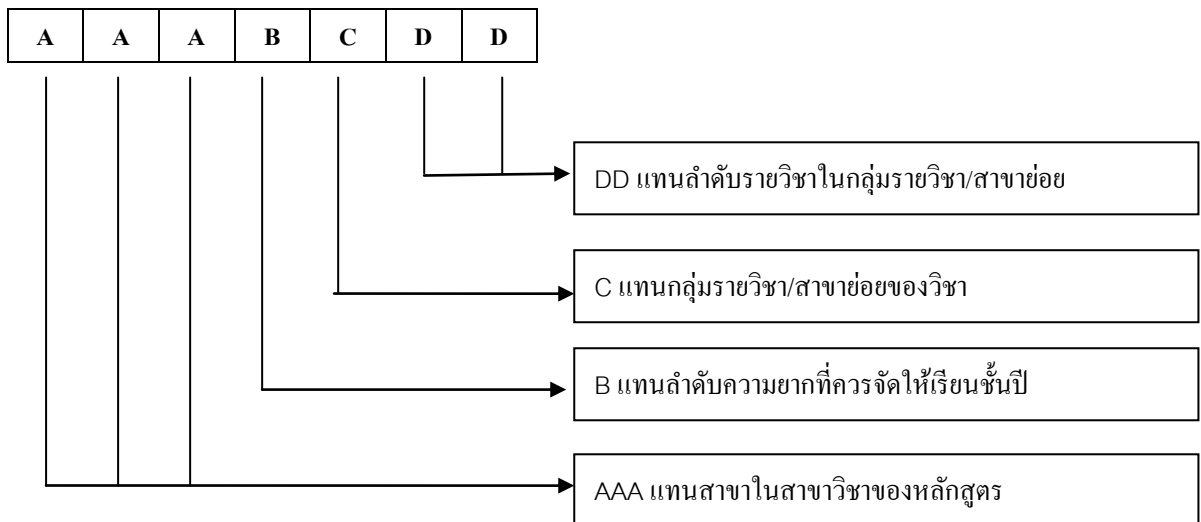 A A A B C D D
DD แทนลำดับรายวิชาในกลุ่มรายวิชา/สาขาย่อย
C แทนกลุ่มรายวิชา/สาขาย่อยของวิชา
B แทนลำดับความยากที่ควรจัดให้เรียนชั้นปี
AAA แทนสาขาในสาขาวิชาของหลักสูตร